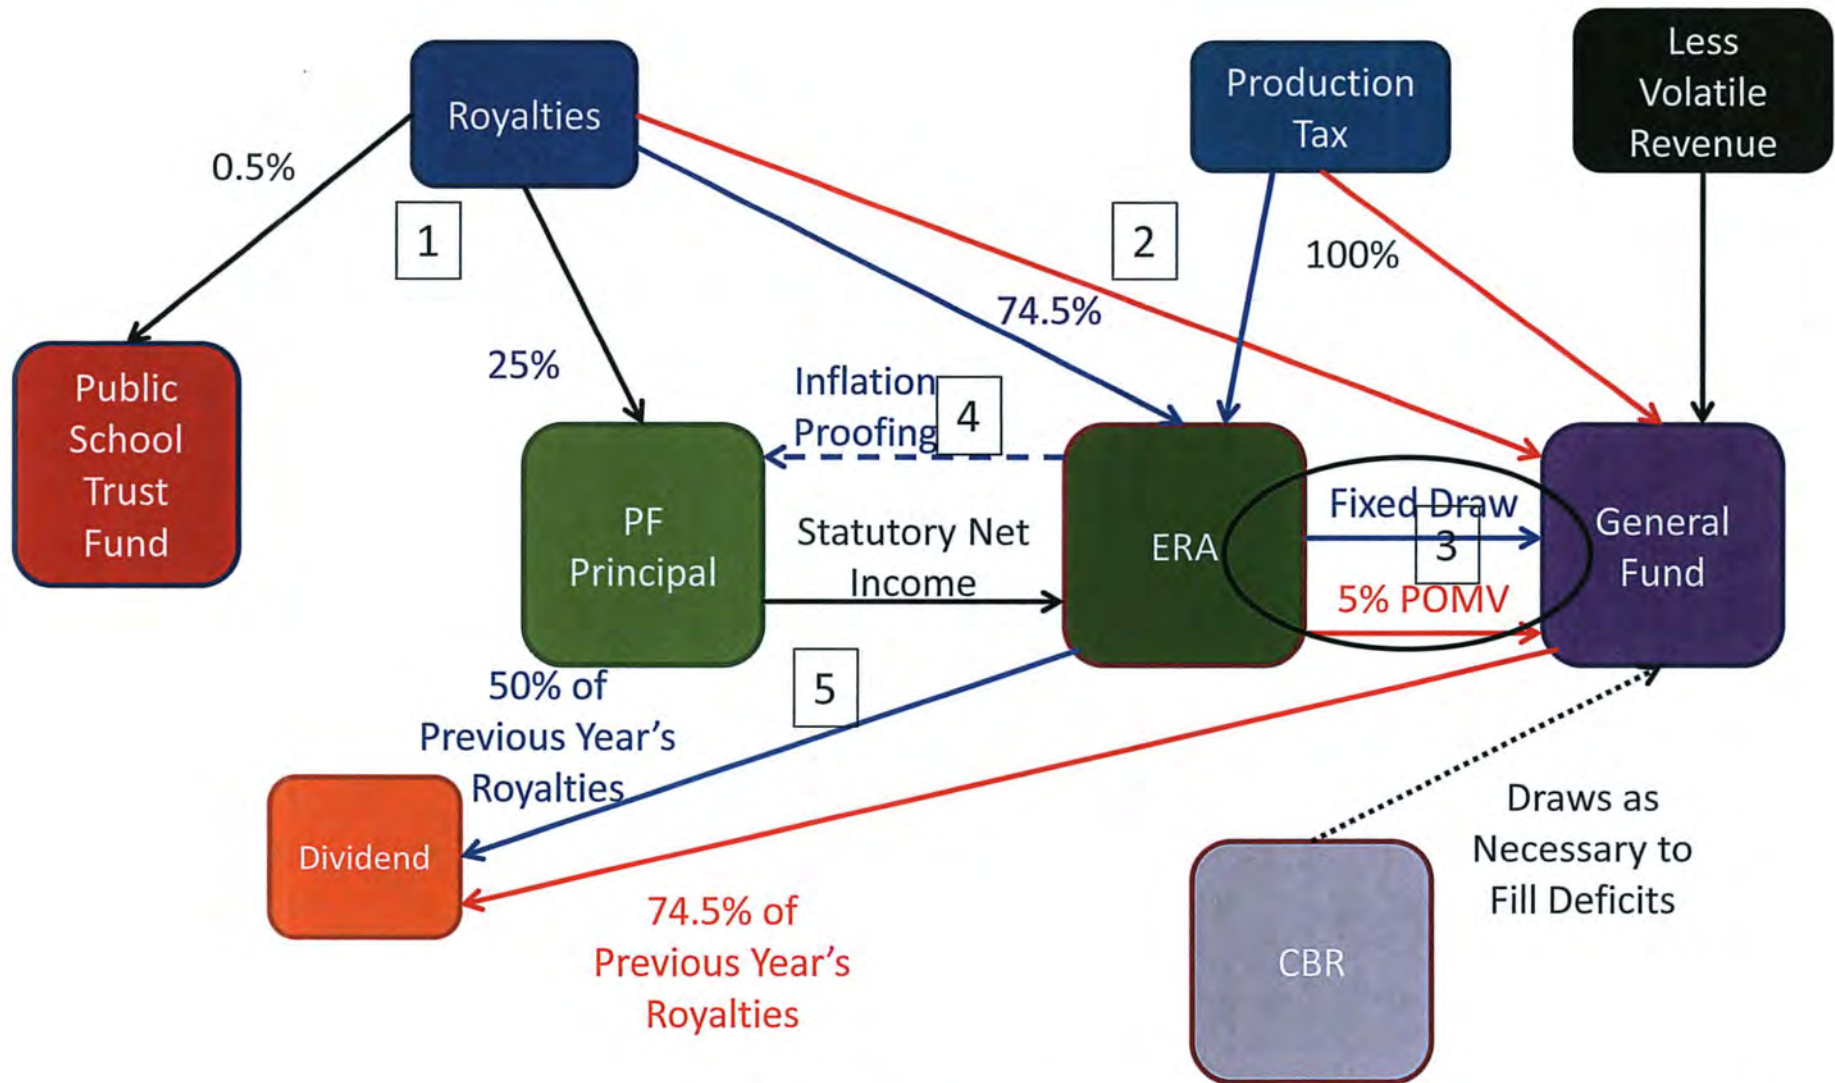 Royalties
Production
Tax
Less
Volatile
Revenue
0.5%
1
2
100%
74.5%
25%
Public
School
Trust
Fund
Inflation
Proofing
4
PF
Principal
Statutory Net
Income
ERA
Fixed Draw
3
5% POMV
General
Fund
50% of
Previous Year’s
Royalties
5
Dividend
74.5% of
Previous Year’s
Royalties
CBR
Draws as
Necessary to
Fill Deficits